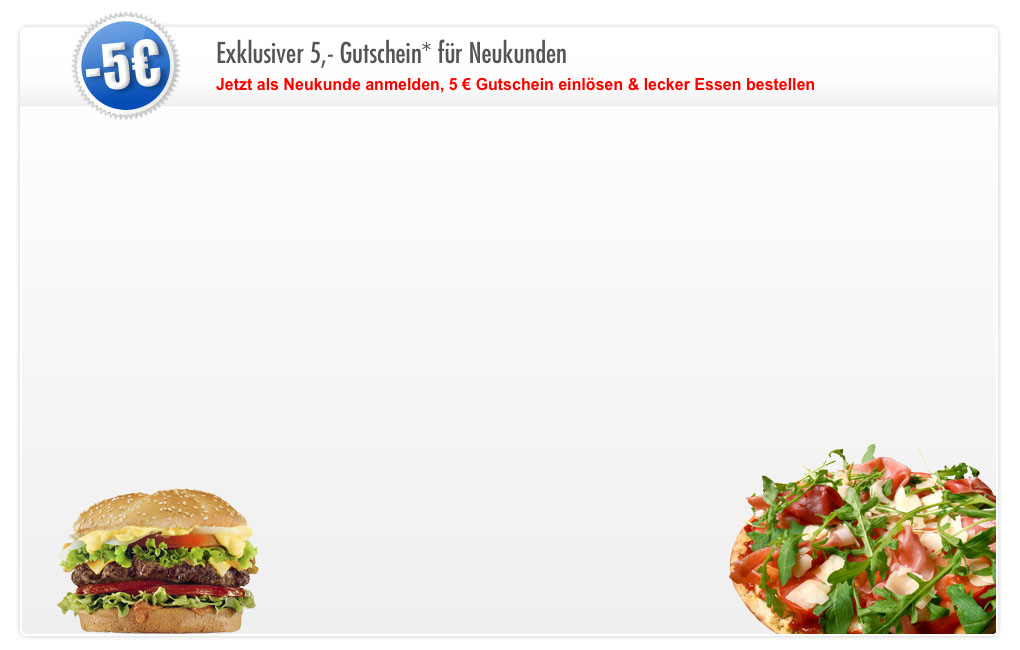 -5€
Exklusiver 5,- Gutschein* für Neukunden
Jetzt als Neukunde anmelden, 5 € Gutschein einlösen & lecker Essen bestellen